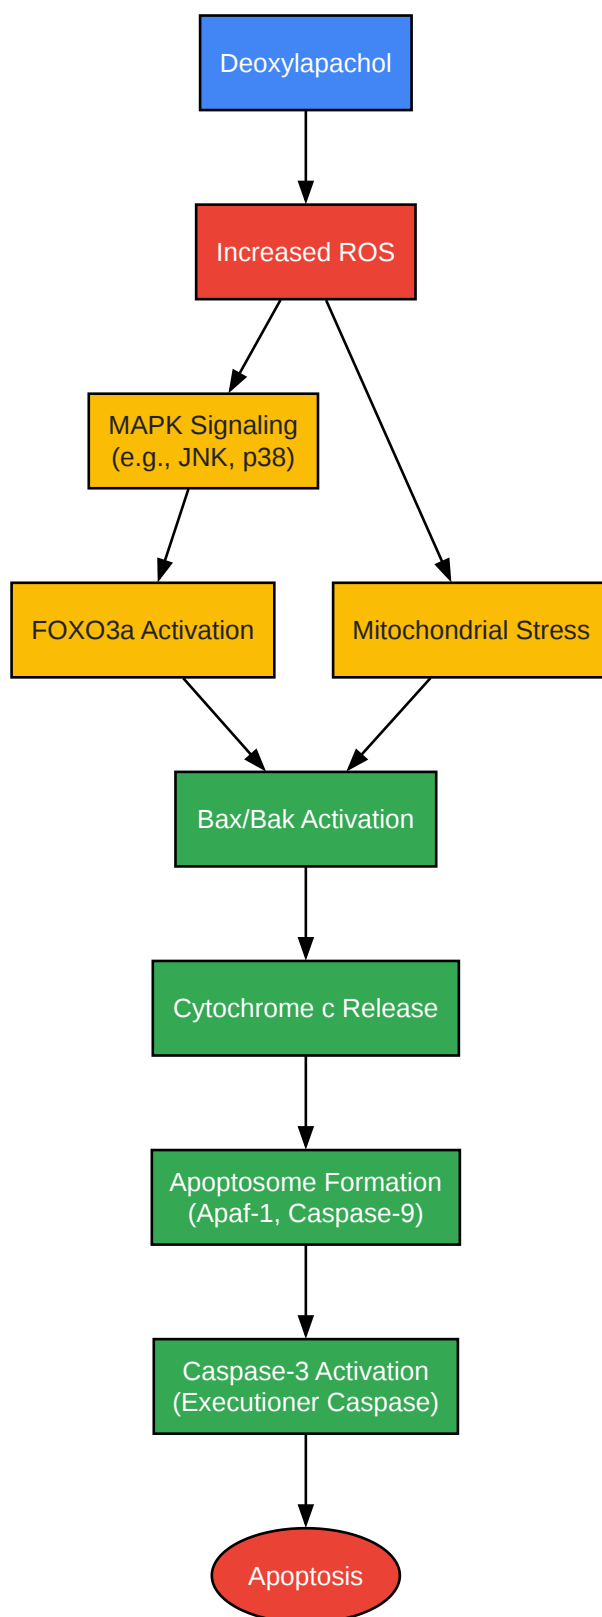 Deoxylapachol
Increased ROS
MAPK Signaling
(e.g., JNK, p38)
FOXO3a Activation
Mitochondrial Stress
Bax/Bak Activation
Cytochrome c Release
Apoptosome Formation
(Apaf-1, Caspase-9)
Caspase-3 Activation
(Executioner Caspase)
Apoptosis